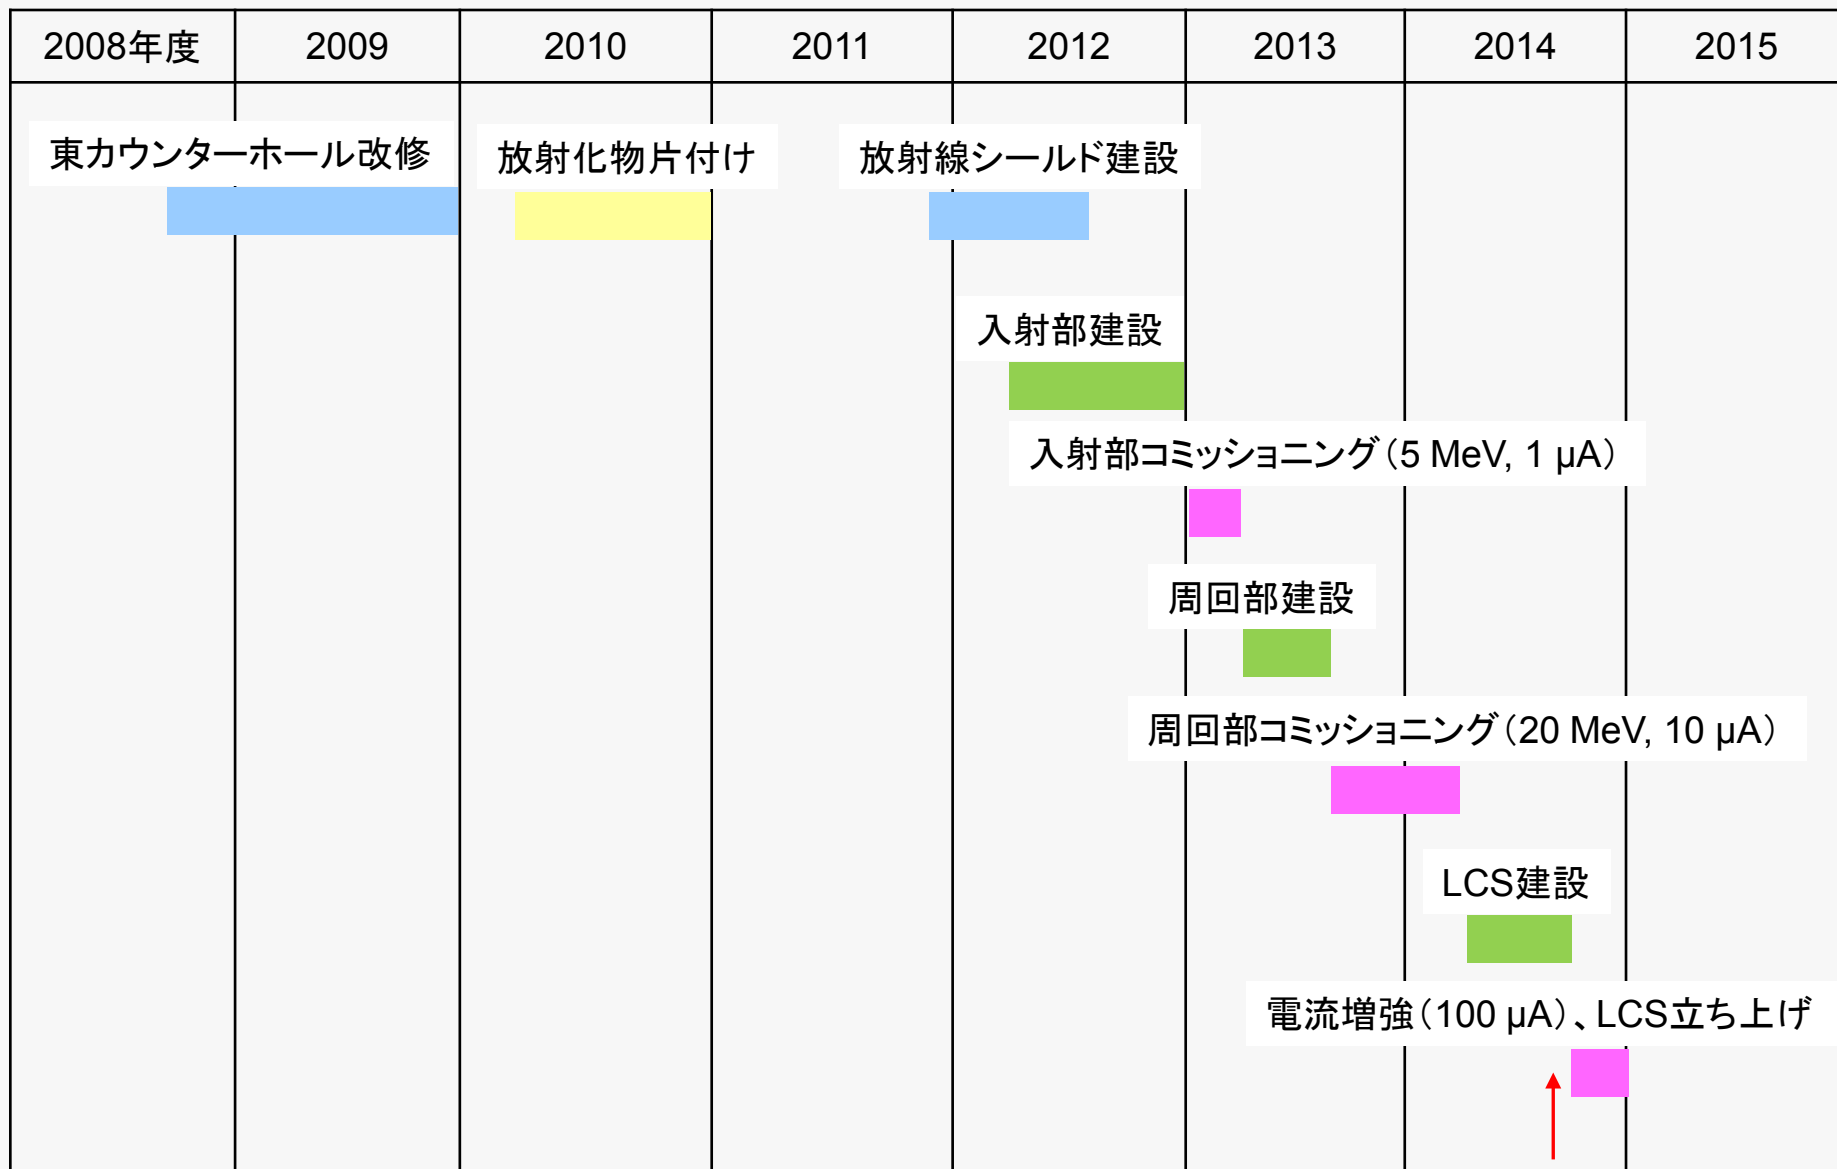 2008年度 2009 2010 2011 2012 2013 2014 2015
東カウンターホール改修 放射化物片付け 放射線シールド建設
入射部建設
入射部コミッショニング（5 MeV, 1 μA）
周回部建設
周回部コミッショニング（20 MeV, 10 μA）
LCS建設
電流増強（100 μA）、LCS立ち上げ